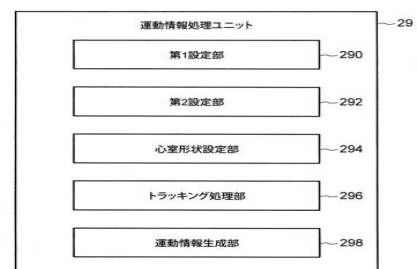 運動情報処理ユニット
29
第1設定部
290
第2設定部
292
心室形状設定部
294
トラッキング処理部
296
運動情報生成部
298